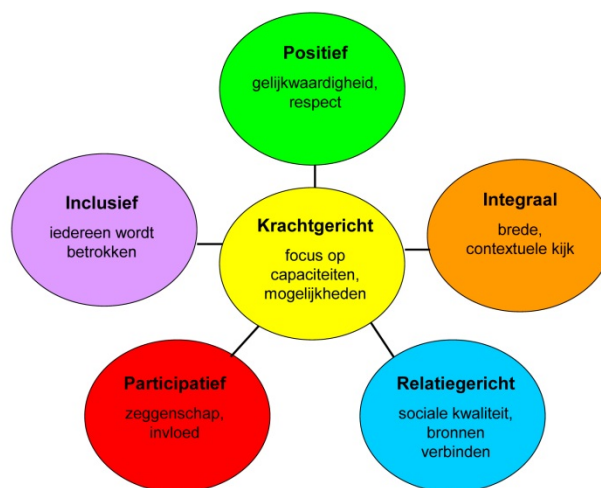 Positief
gelijkwaardigheid,
respect
Inclusief
iedereen wordt
betrokken
Krachtgericht
focus op
capaciteiten,
mogelijkheden
Integraal
brede,
contextuele kijk
Participatief
zeggenschap,
invloed
Relatiegericht
sociale kwaliteit,
bronnen
verbinden